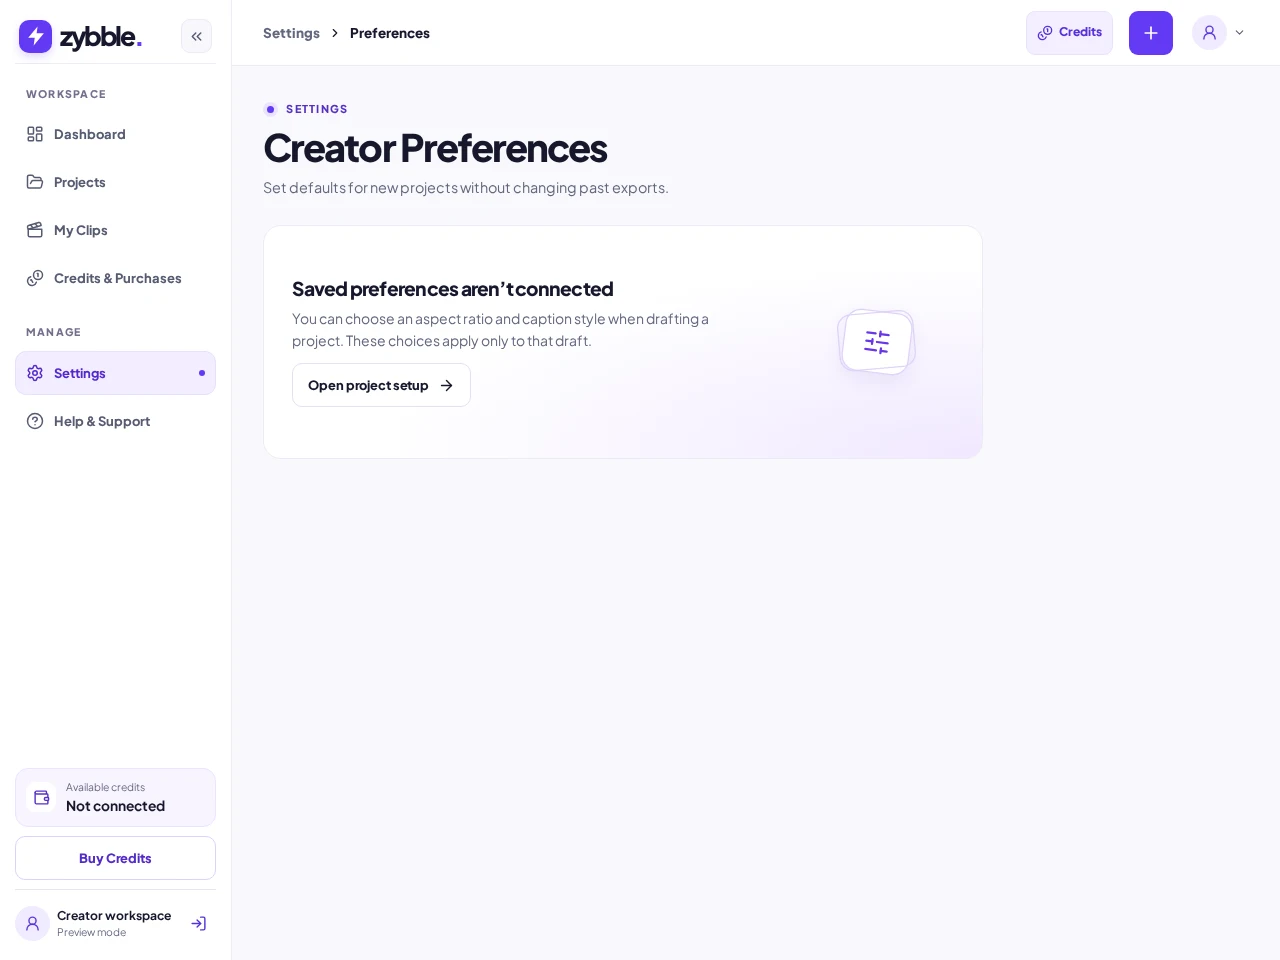 zybble.
WORKSPACE
Dashboard
Projects
My Clips
Credits & Purchases
MANAGE
Settings
Help & Support
Available credits
Not connected
Buy Credits
Creator workspace
Preview mode
Settings > Preferences
Credits
SETTINGS
Creator Preferences
Set defaults for new projects without changing past exports.
Saved preferences aren’t connected
You can choose an aspect ratio and caption style when drafting a
project. These choices apply only to that draft.
Open project setup